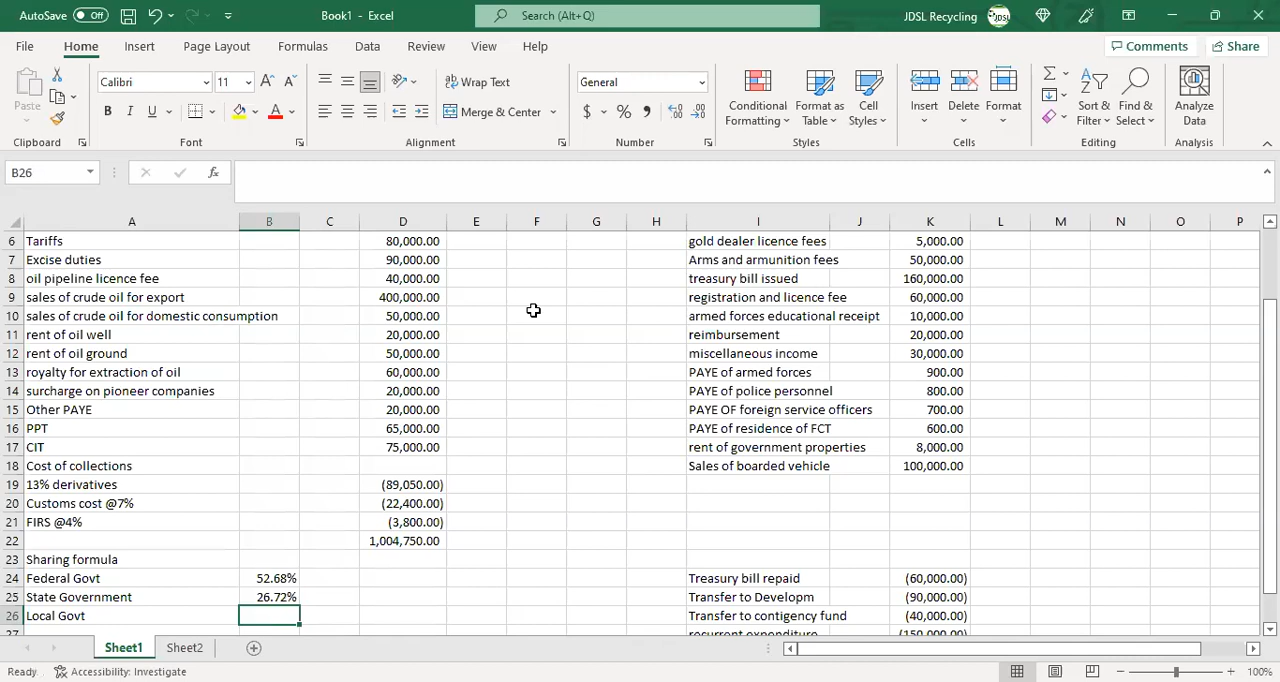 AutoSave Off Book1 - Excel Search (Alt+Q) JDSL Recycling
File Home Insert Page Layout Formulas Data Review View Help Comments Share
Calibri 11 A A Wrap Text General
Paste B I U A Merge & Center $ % , Conditional Formatting Format as Table Cell Styles Insert Delete Format Sort & Filter Find & Select Analyze Data
Clipboard Font Alignment Number Styles Cells Editing Analysis
B26 fx
A B C D E F G H I J K L M N O P
6 Tariffs 80,000.00 gold dealer licence fees 5,000.00
7 Excise duties 90,000.00 Arms and armunition fees 50,000.00
8 oil pipeline licence fee 40,000.00 treasury bill issued 160,000.00
9 sales of crude oil for export 400,000.00 registration and licence fee 60,000.00
10 sales of crude oil for domestic consumption 50,000.00 armed forces educational receipt 10,000.00
11 rent of oil well 20,000.00 reimbursement 20,000.00
12 rent of oil ground 50,000.00 miscellaneous income 30,000.00
13 royalty for extraction of oil 60,000.00 PAYE of armed forces 900.00
14 surcharge on pioneer companies 20,000.00 PAYE of police personnel 800.00
15 Other PAYE 20,000.00 PAYE OF foreign service officers 700.00
16 PPT 65,000.00 PAYE of residence of FCT 600.00
17 CIT 75,000.00 rent of government properties 8,000.00
18 Cost of collections Sales of boarded vehicle 100,000.00
19 13% derivatives (89,050.00)
20 Customs cost @7% (22,400.00)
21 FIRS @4% (3,800.00)
22 1,004,750.00
23 Sharing formula
24 Federal Govt 52.68% Treasury bill repaid (60,000.00)
25 State Government 26.72% Transfer to Developm (90,000.00)
26 Local Govt Transfer to contigency fund (40,000.00)
27 recurrent expenditure (150,000.00)
Sheet1 Sheet2
Ready Accessibility: Investigate 100%